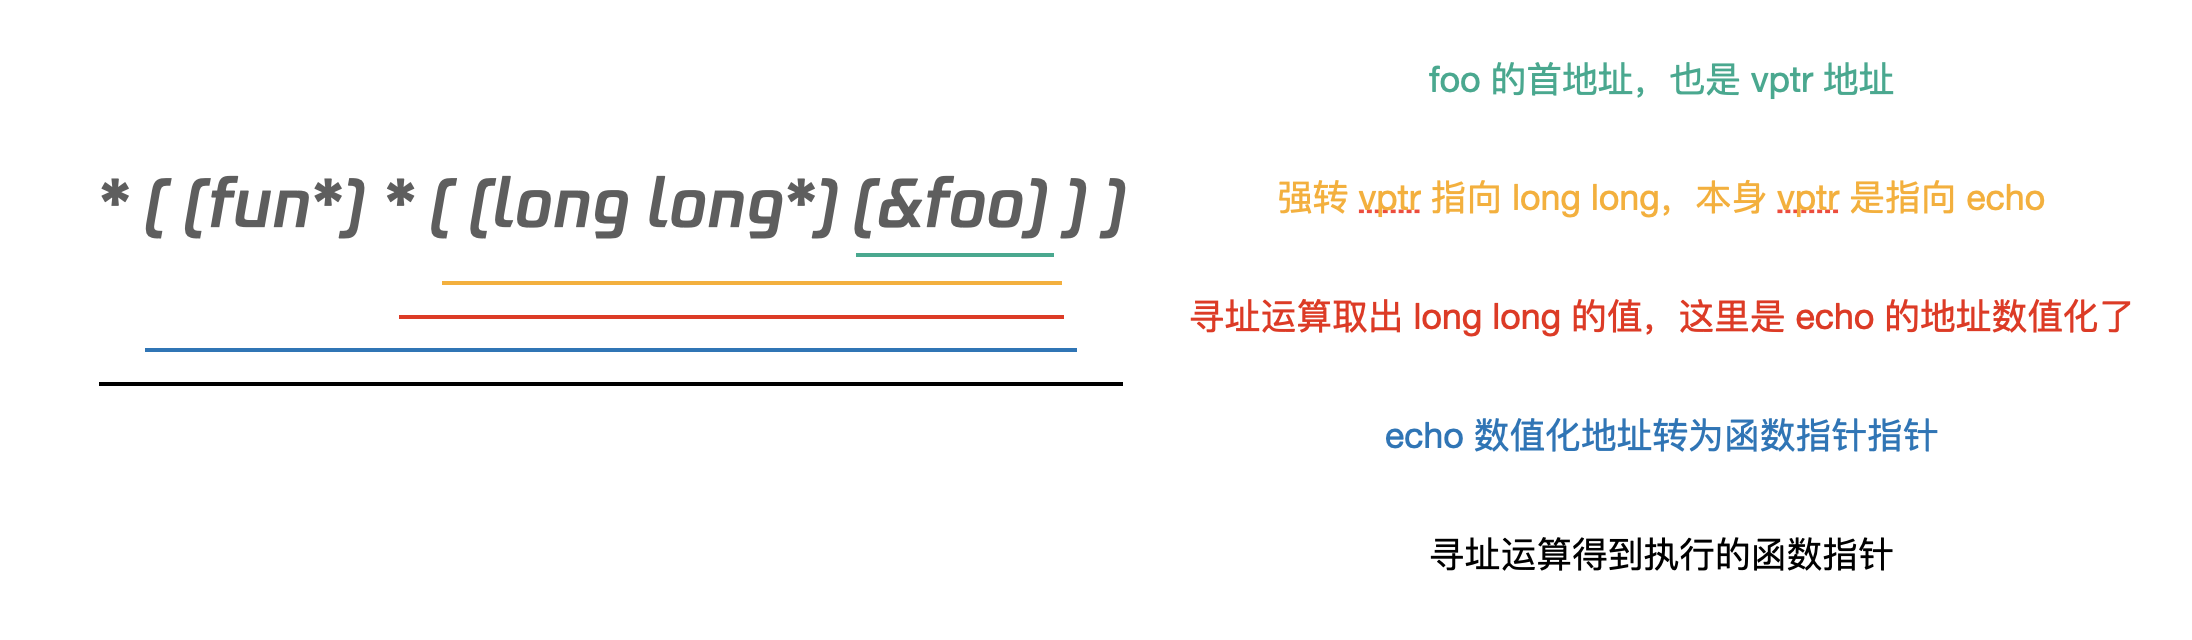 foo 的首地址，也是 vptr 地址
* ( (fun*) * ( (long long*) (&foo) ) )
强转 vptr 指向 long long，本身 vptr 是指向 echo
寻址运算取出 long long 的值，这里是 echo 的地址数值化了
echo 数值化地址转为函数指针指针
寻址运算得到执行的函数指针